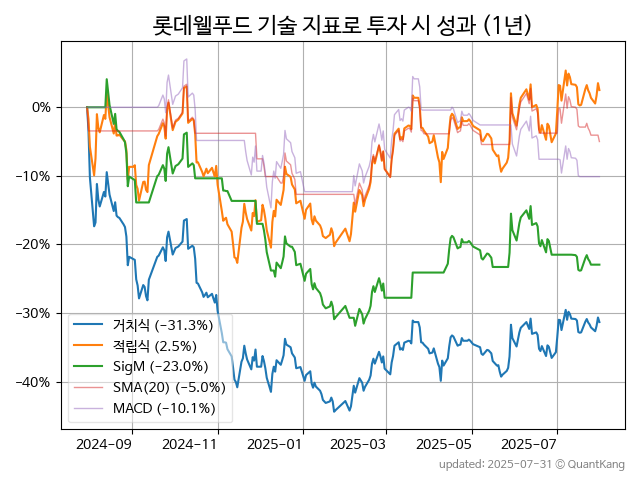 롯데웰푸드 기술 지표로 투자 시 성과 (1년)
0%
−10%
−20%
−30%
−40%
거치식 (−31.3%)
적립식 (2.5%)
SigM (−23.0%)
SMA(20) (−5.0%)
MACD (−10.1%)
2024−09
2024−11
2025−01
2025−03
2025−05
2025−07
updated: 2025-07-31 © QuantKang